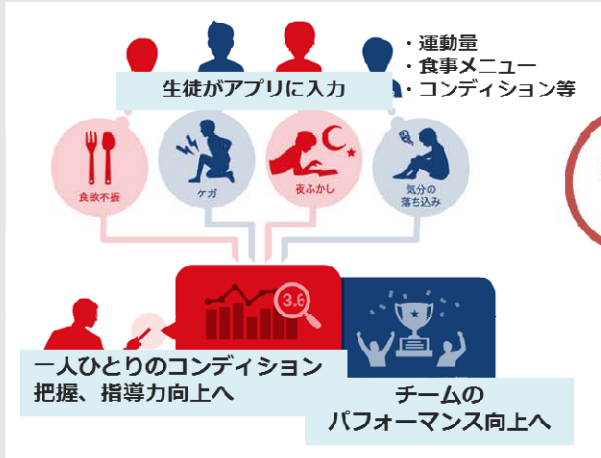 ・運動量
・食事メニュー
・コンディション等
生徒がアプリに入力
食欲不振
ケガ
夜ふかし
気分の
落ち込み
3.6
一人ひとりのコンディション
把握、指導力向上へ
チームの
パフォーマンス向上へ